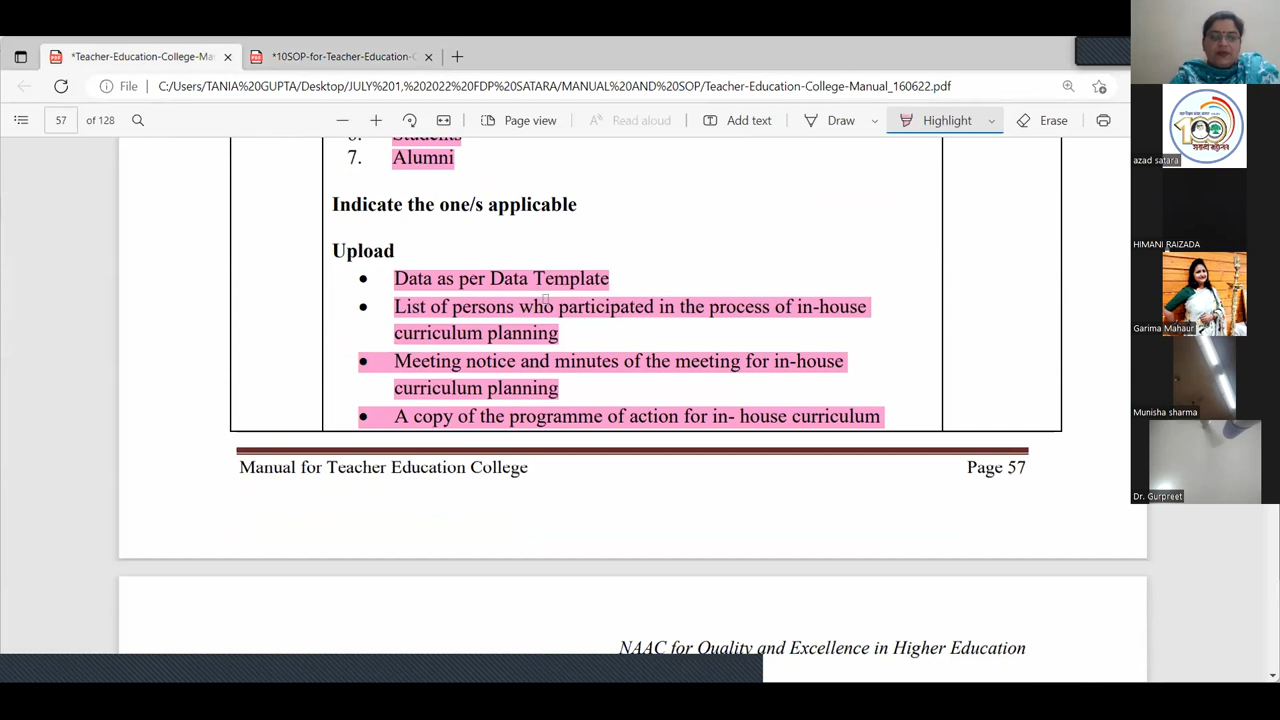 *Teacher-Education-College-Ma
*10SOP-for-Teacher-Education-
File
C:/Users/TANIA%20GUPTA/Desktop/JULY%201,%202022%20FDP%20SATARA/MANUAL%20AND%20SOP/Teacher-Education-College-Manual_160622.pdf
57 of 128
Page view
Read aloud
Add text
Draw
Highlight
Erase
6. Students
7. Alumni
Indicate the one/s applicable
Upload
• Data as per Data Template
• List of persons who participated in the process of in-house
curriculum planning
• Meeting notice and minutes of the meeting for in-house
curriculum planning
• A copy of the programme of action for in- house curriculum
Manual for Teacher Education College
Page 57
NAAC for Quality and Excellence in Higher Education
100
azad satara
HIMANI RAIZADA
Garima Mahaur
Munisha sharma
Dr. Gurpreet